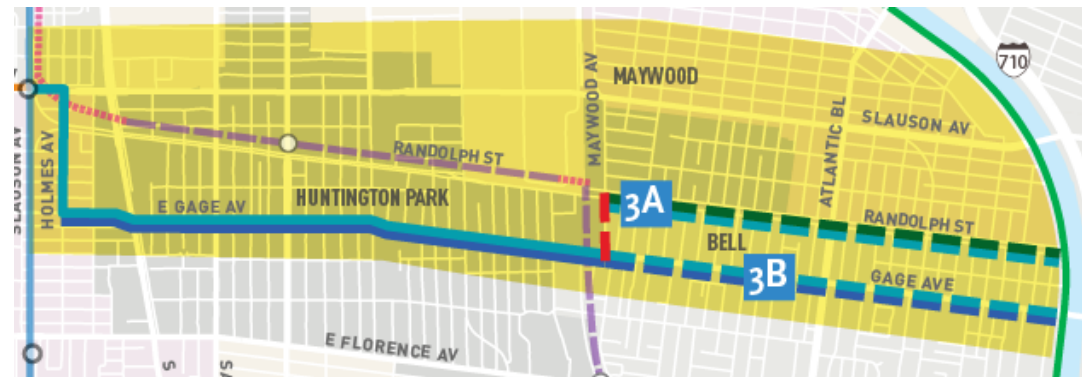 710
MAYWOOD
MAYWOOD AV
SLAUSON AV
ATLANTIC BL
RANDOLPH ST
SLAUSON AV
HOLMES AV
E GAGE AV
HUNTINGTON PARK
3A
RANDOLPH ST
BELL
3B
GAGE AVE
E FLORENCE AV
S
S